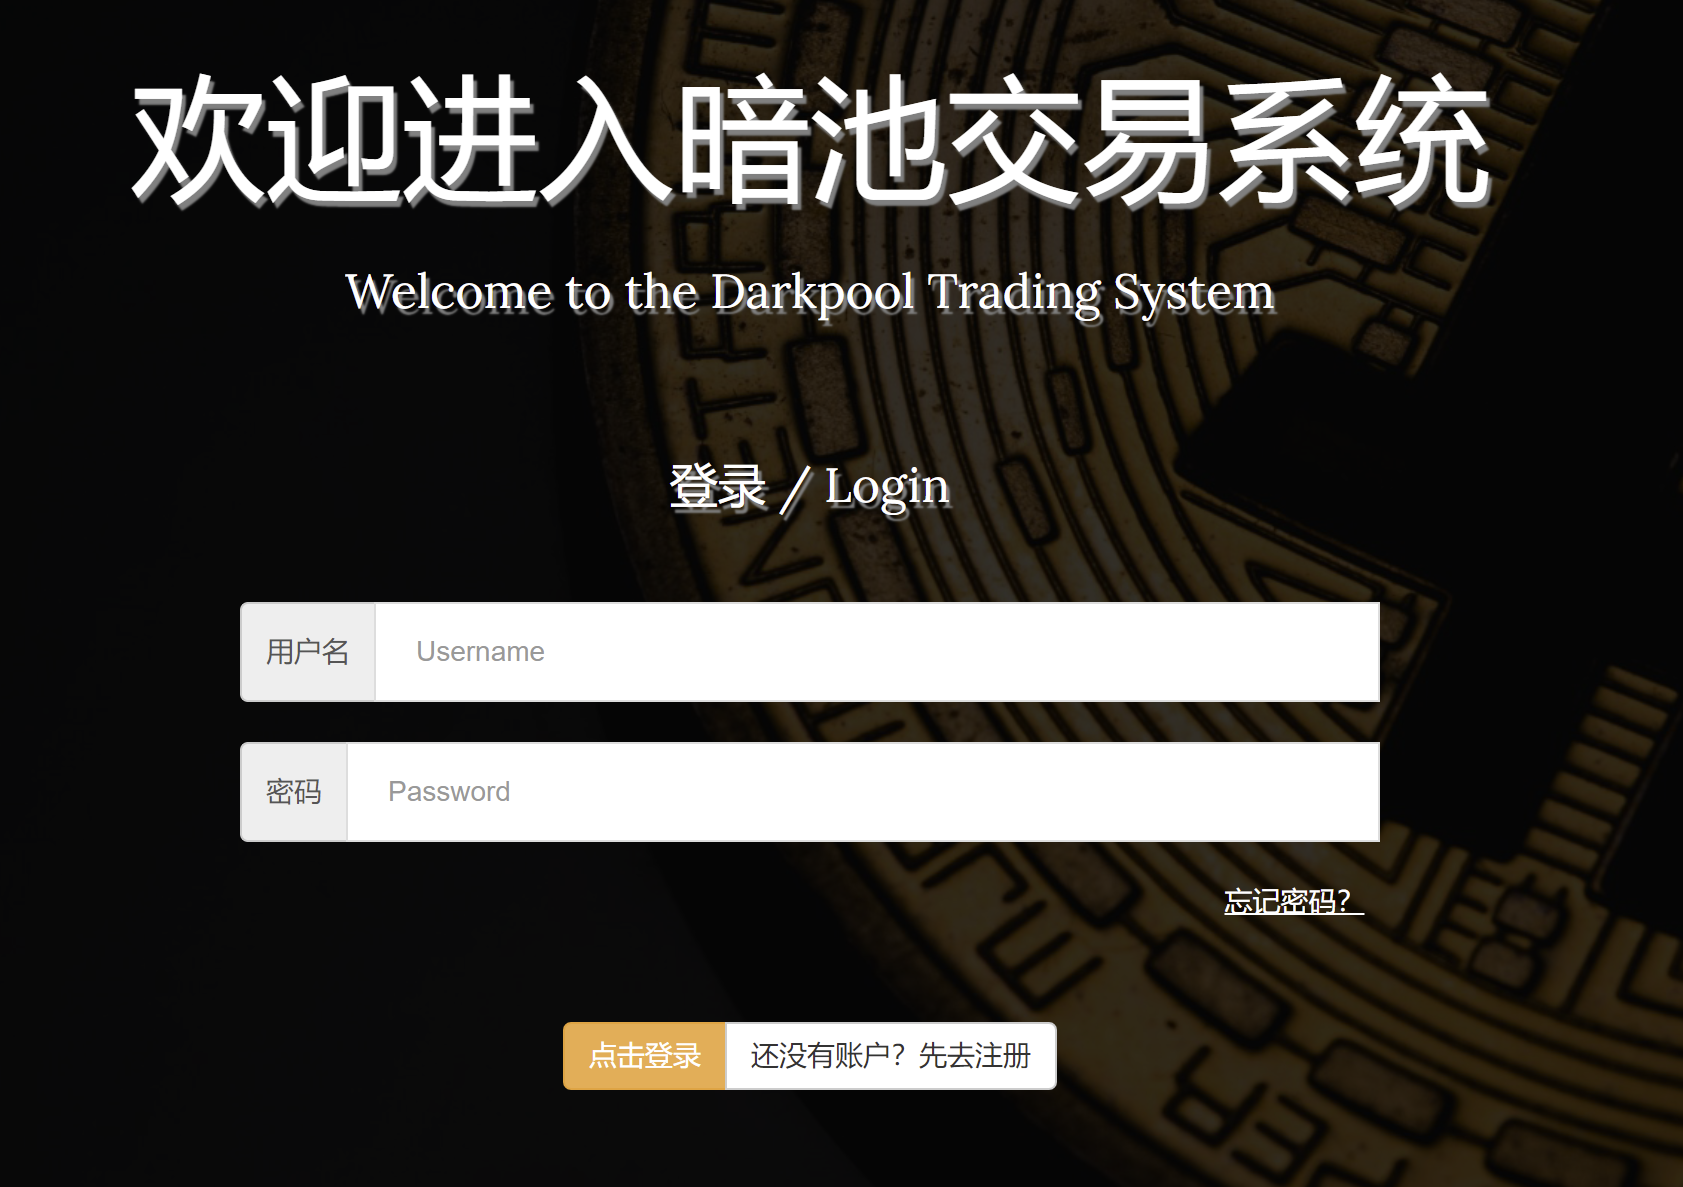 欢迎进入暗池交易系统
Welcome to the Darkpool Trading System
登录 / Login
用户名 Username
密码 Password
忘记密码？
点击登录 还没有账户？先去注册